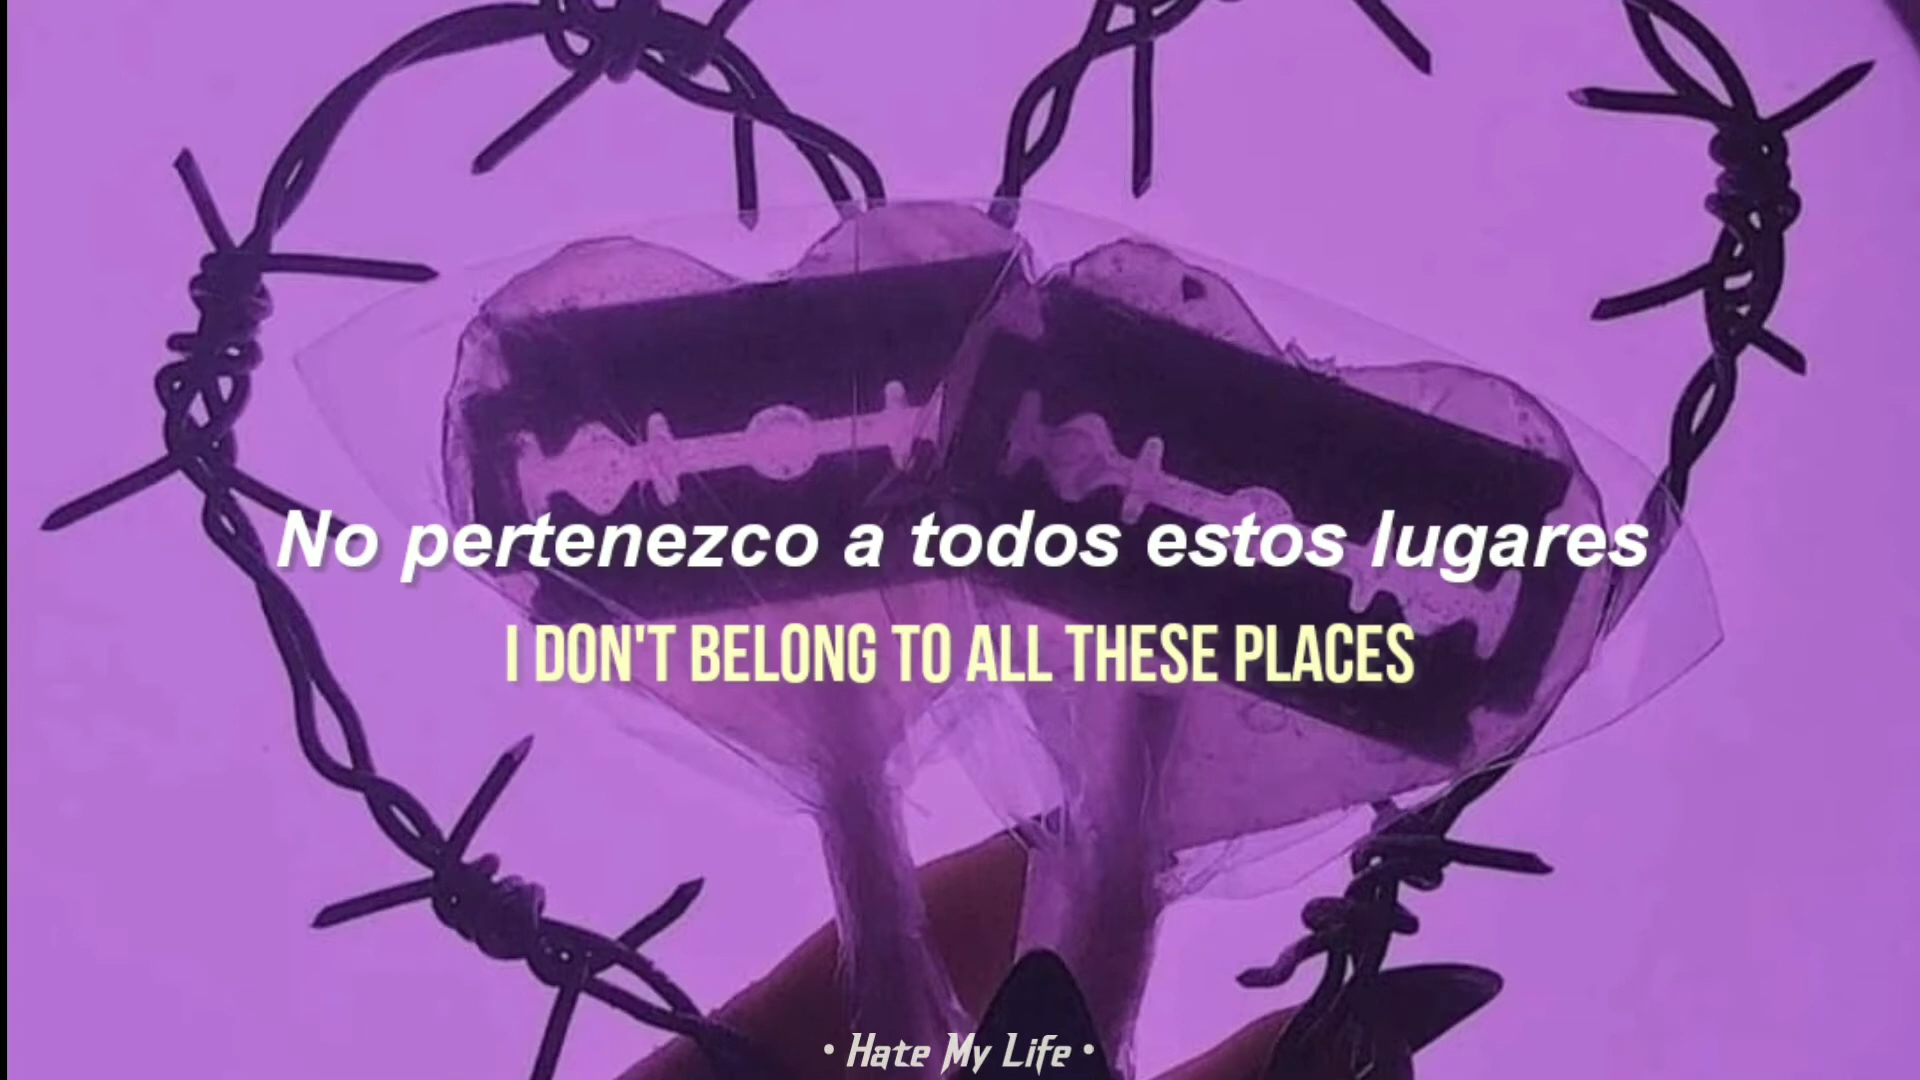 No pertenezco a todos estos lugares
I DON'T BELONG TO ALL THESE PLACES
• Hate My Life •